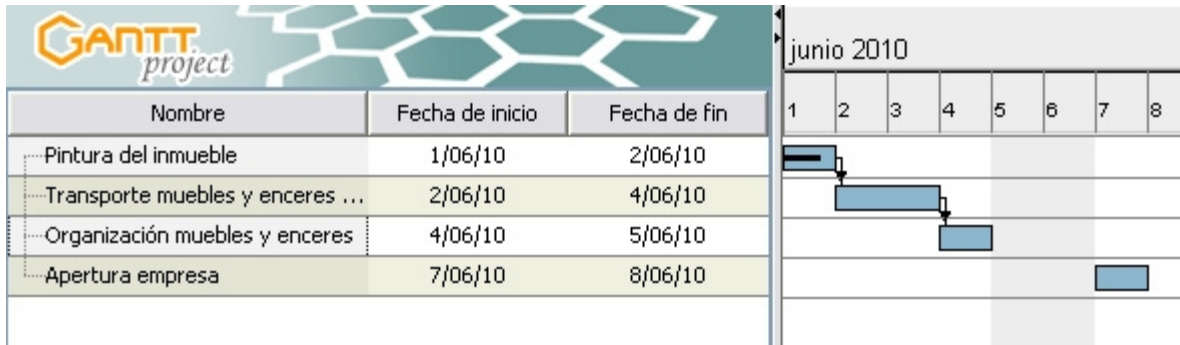 GANTT
project
junio 2010
Nombre Fecha de inicio Fecha de fin 1 2 3 4 5 6 7 8
Pintura del inmueble 1/06/10 2/06/10
Transporte muebles y enceres ... 2/06/10 4/06/10
Organización muebles y enceres 4/06/10 5/06/10
Apertura empresa 7/06/10 8/06/10